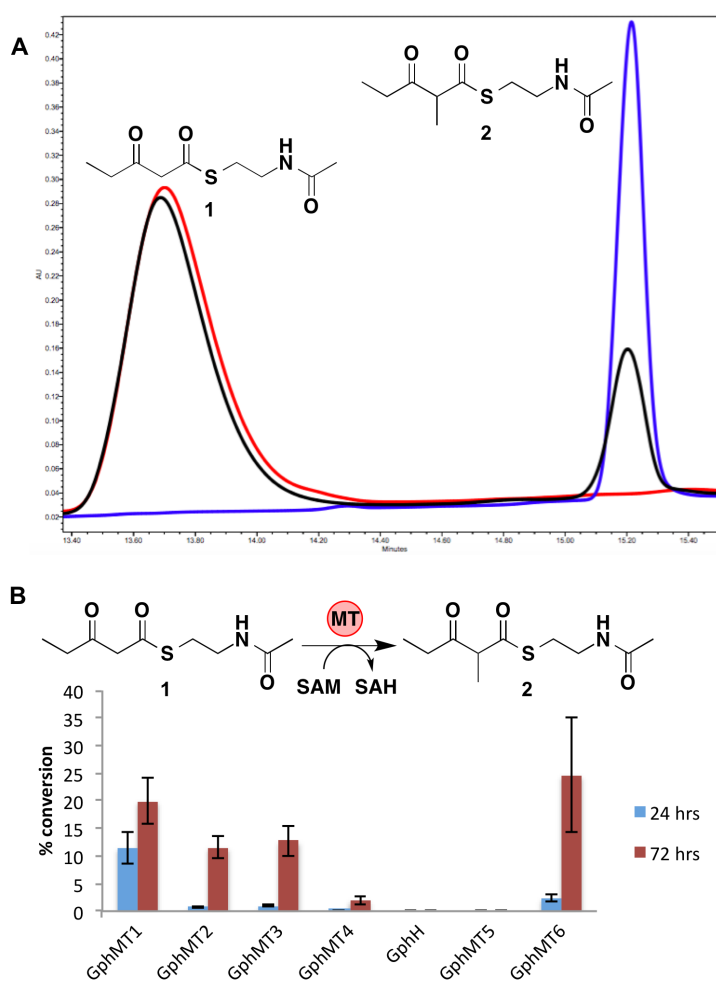 A
0.42
0.40
0.38
0.36
0.34
0.32
0.30
0.28
0.26
0.24
0.22
0.20
0.18
0.16
0.14
0.12
0.10
0.08
0.06
0.04
0.02
AU
O O
S
H
N
O
1
O O
S
H
N
O
2
13.40 13.60 13.80 14.00 14.20 14.40 14.60 14.80 15.00 15.20 15.40
Minutes
B
O O
S
H
N
O
1
MT
SAM SAH
O O
S
H
N
O
2
% conversion
40
35
30
25
20
15
10
5
0
GphMT1 GphMT2 GphMT3 GphMT4 GphH GphMT5 GphMT6
24 hrs
72 hrs